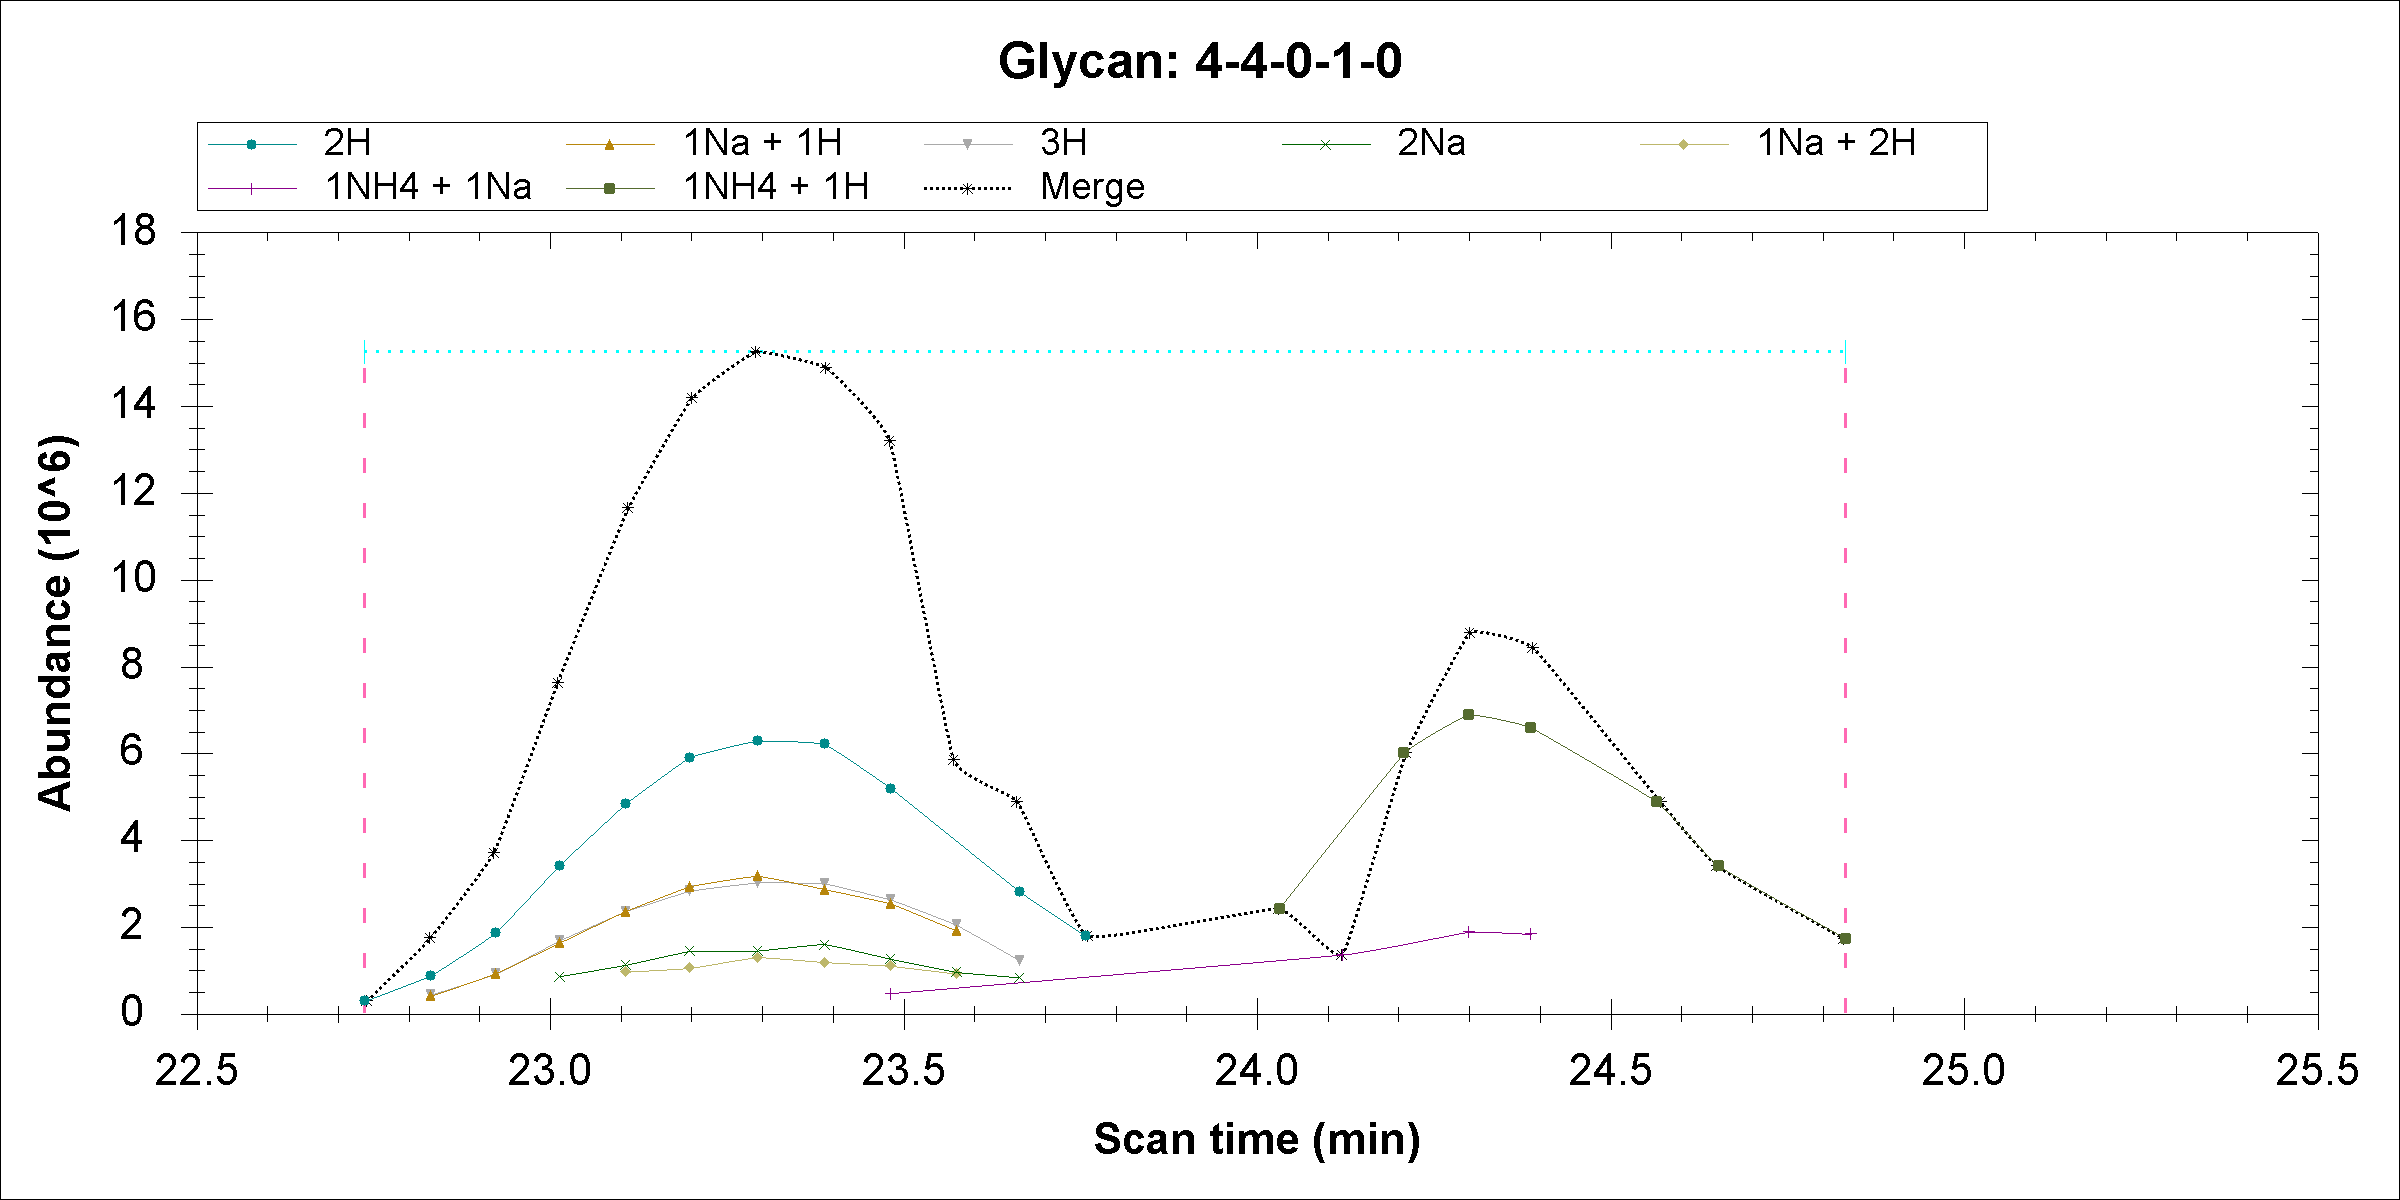 Glycan: 4-4-0-1-0
2H 1Na + 1H 3H 2Na 1Na + 2H
1NH4 + 1Na 1NH4 + 1H Merge
18
16
14
12
10
8
6
4
2
0
Abundance (10^6)
22.5 23.0 23.5 24.0 24.5 25.0 25.5
Scan time (min)